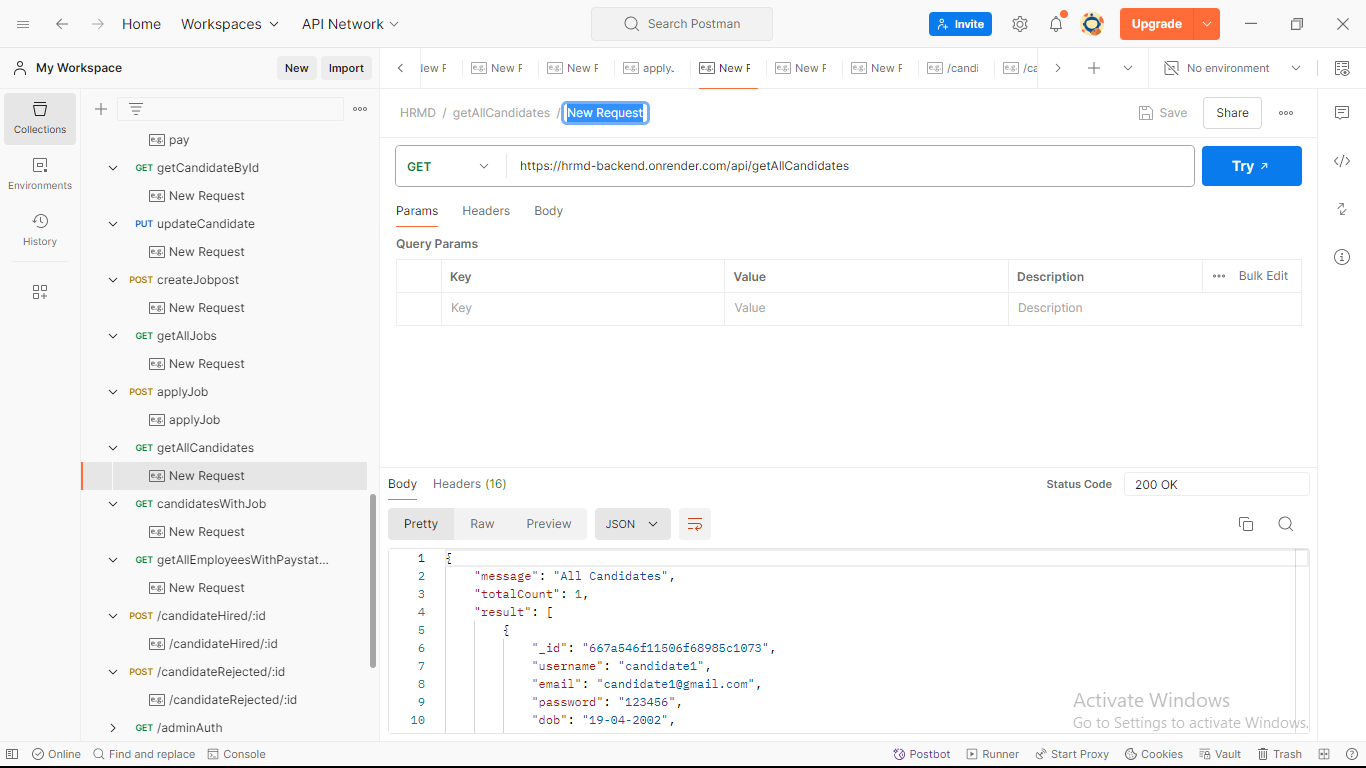 Home Workspaces API Network Search Postman Invite Upgrade
My Workspace New Import
New F New F apply. New F New F New F /candi /ca No environment
Collections
Environments
History
pay
GET getCandidateById
New Request
PUT updateCandidate
New Request
POST createJobpost
New Request
GET getAllJobs
New Request
POST applyJob
applyJob
GET getAllCandidates
New Request
GET candidatesWithJob
New Request
GET getAllEmployeesWithPaystat...
New Request
POST /candidateHired/:id
/candidateHired/:id
POST /candidateRejected/:id
/candidateRejected/:id
GET /adminAuth
HRMD / getAllCandidates / New Request Save Share
GET https://hrmd-backend.onrender.com/api/getAllCandidates Try
Params Headers Body
Query Params
Key Value Description Bulk Edit
Key Value Description
Body Headers (16) Status Code 200 OK
Pretty Raw Preview JSON
1 {
2 "message": "All Candidates",
3 "totalCount": 1,
4 "result": [
5 {
6 "_id": "667a546f11506f68985c1073",
7 "username": "candidate1",
8 "email": "candidate1@gmail.com",
9 "password": "123456",
10 "dob": "19-04-2002",
Activate Windows
Go to Settings to activate Windows.
Online Find and replace Console Postbot Runner Start Proxy Cookies Vault Trash